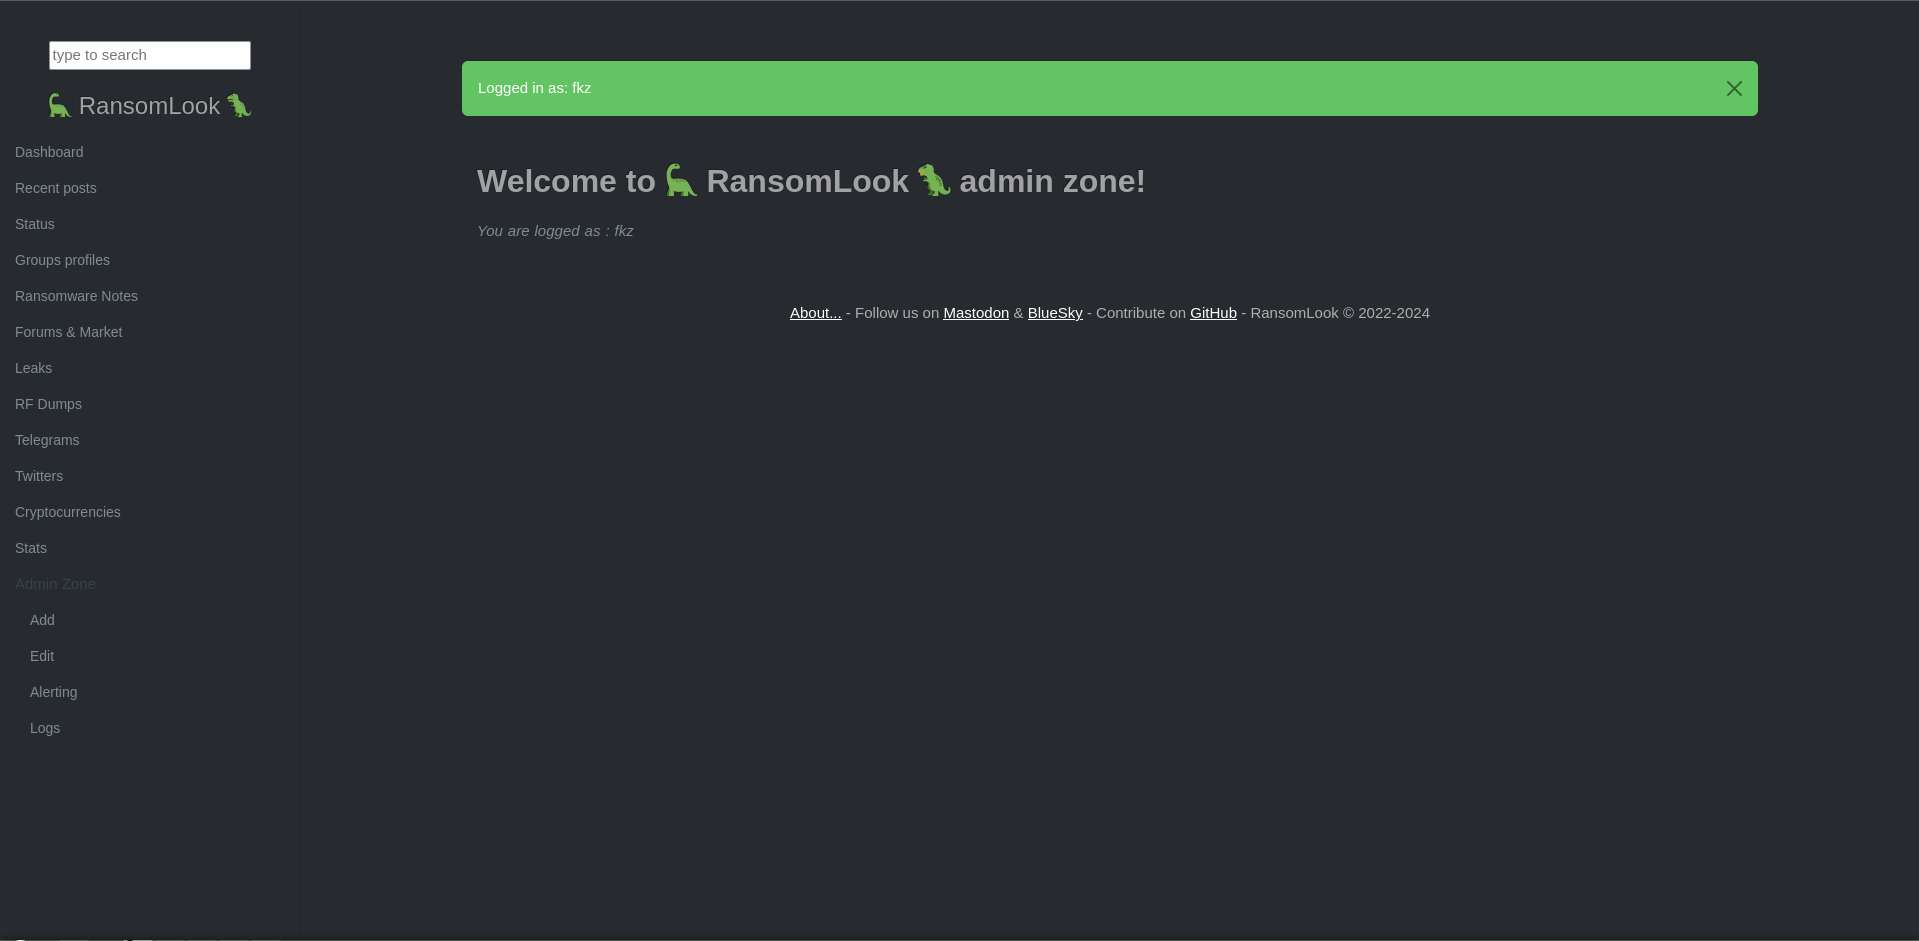 type to search
RansomLook
Dashboard
Recent posts
Status
Groups profiles
Ransomware Notes
Forums & Market
Leaks
RF Dumps
Telegrams
Twitters
Cryptocurrencies
Stats
Admin Zone
Add
Edit
Alerting
Logs
Logged in as: fkz
Welcome to 🦕 RansomLook 🦖 admin zone!
You are logged as : fkz
About... - Follow us on Mastodon & BlueSky - Contribute on GitHub - RansomLook © 2022-2024